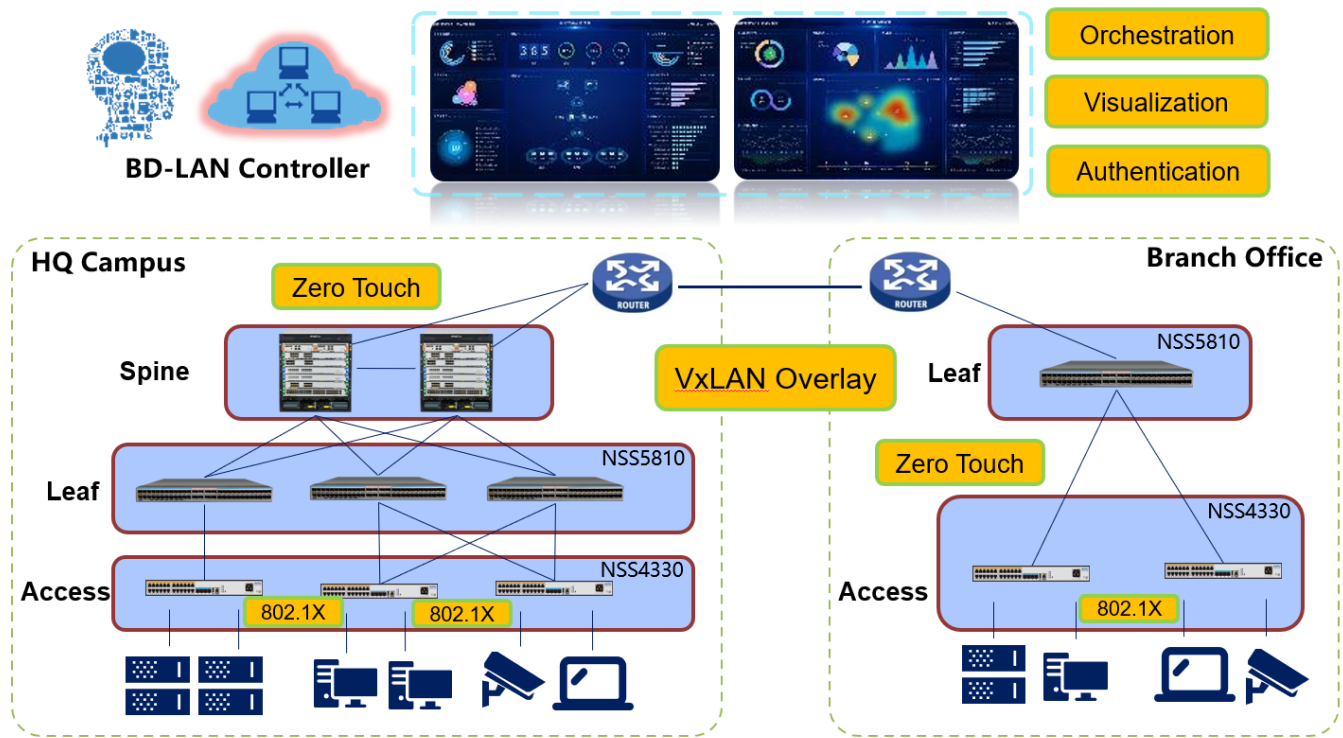 Orchestration
Visualization
Authentication
BD-LAN Controller
365
HQ Campus
Branch Office
Zero Touch
ROUTER
ROUTER
NSS5810
Spine
VxLAN Overlay
Leaf
NSS5810
Leaf
Zero Touch
NSS4330
NSS4330
Access
Access
802.1X
802.1X
802.1X